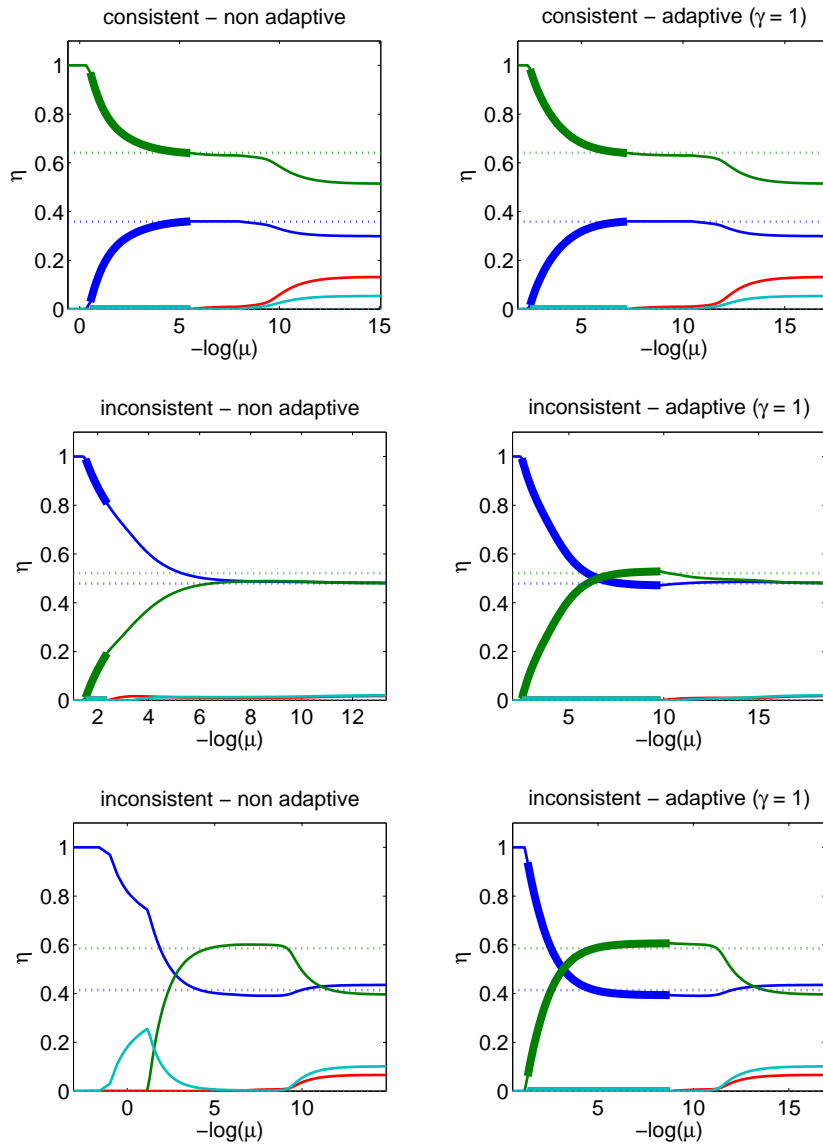 consistent − non adaptive
1
0.8
0.6
η
0.4
0.2
0
0 5 10 15
−log(μ)
consistent − adaptive (γ = 1)
1
0.8
0.6
η
0.4
0.2
0
5 10 15
−log(μ)
inconsistent − non adaptive
1
0.8
0.6
η
0.4
0.2
0
2 4 6 8 10 12
−log(μ)
inconsistent − adaptive (γ = 1)
1
0.8
0.6
η
0.4
0.2
0
5 10 15
−log(μ)
inconsistent − non adaptive
1
0.8
0.6
η
0.4
0.2
0
0 5 10
−log(μ)
inconsistent − adaptive (γ = 1)
1
0.8
0.6
η
0.4
0.2
0
5 10 15
−log(μ)